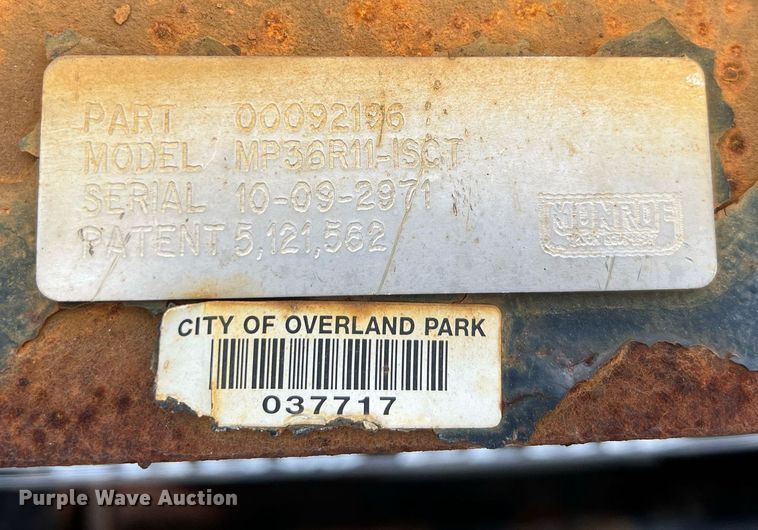 PART 00092196
MODEL MP36R11-ISCT
SERIAL 10-09-2971
PATENT 5,121,562
MONROE
CITY OF OVERLAND PARK
037717
Purple Wave Auction